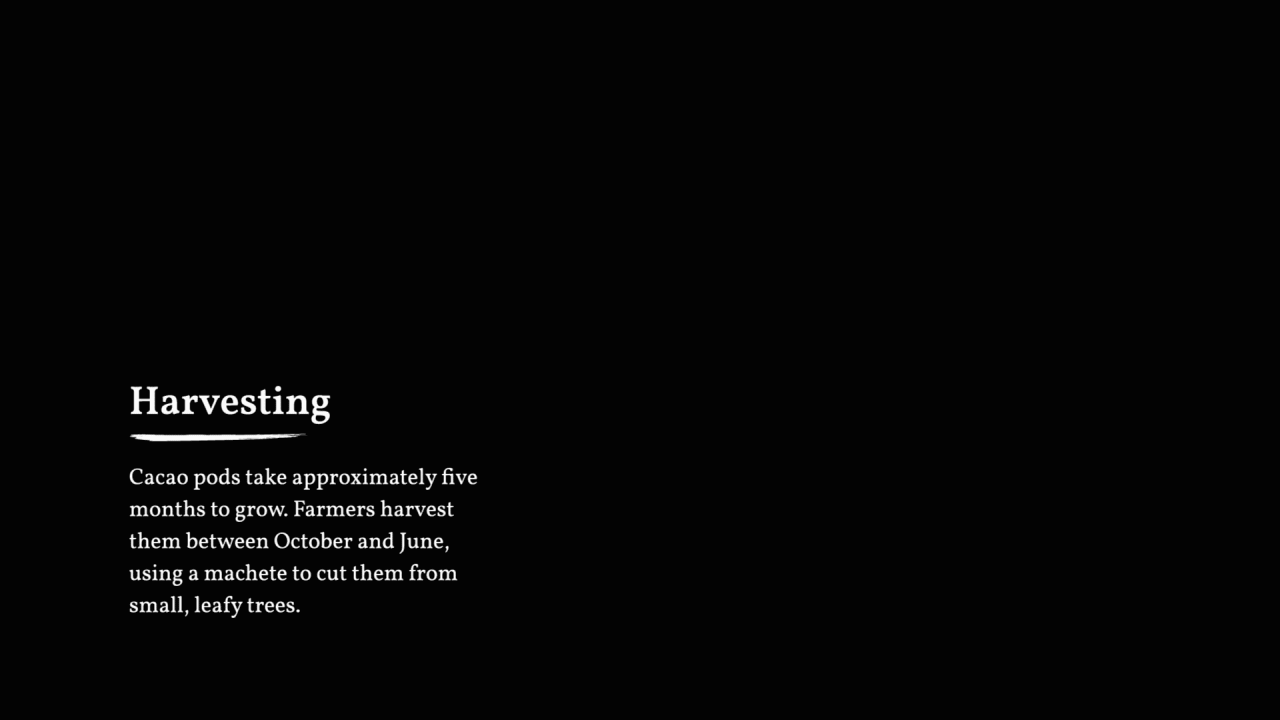 Harvesting
Cacao pods take approximately five
months to grow. Farmers harvest
them between October and June,
using a machete to cut them from
small, leafy trees.